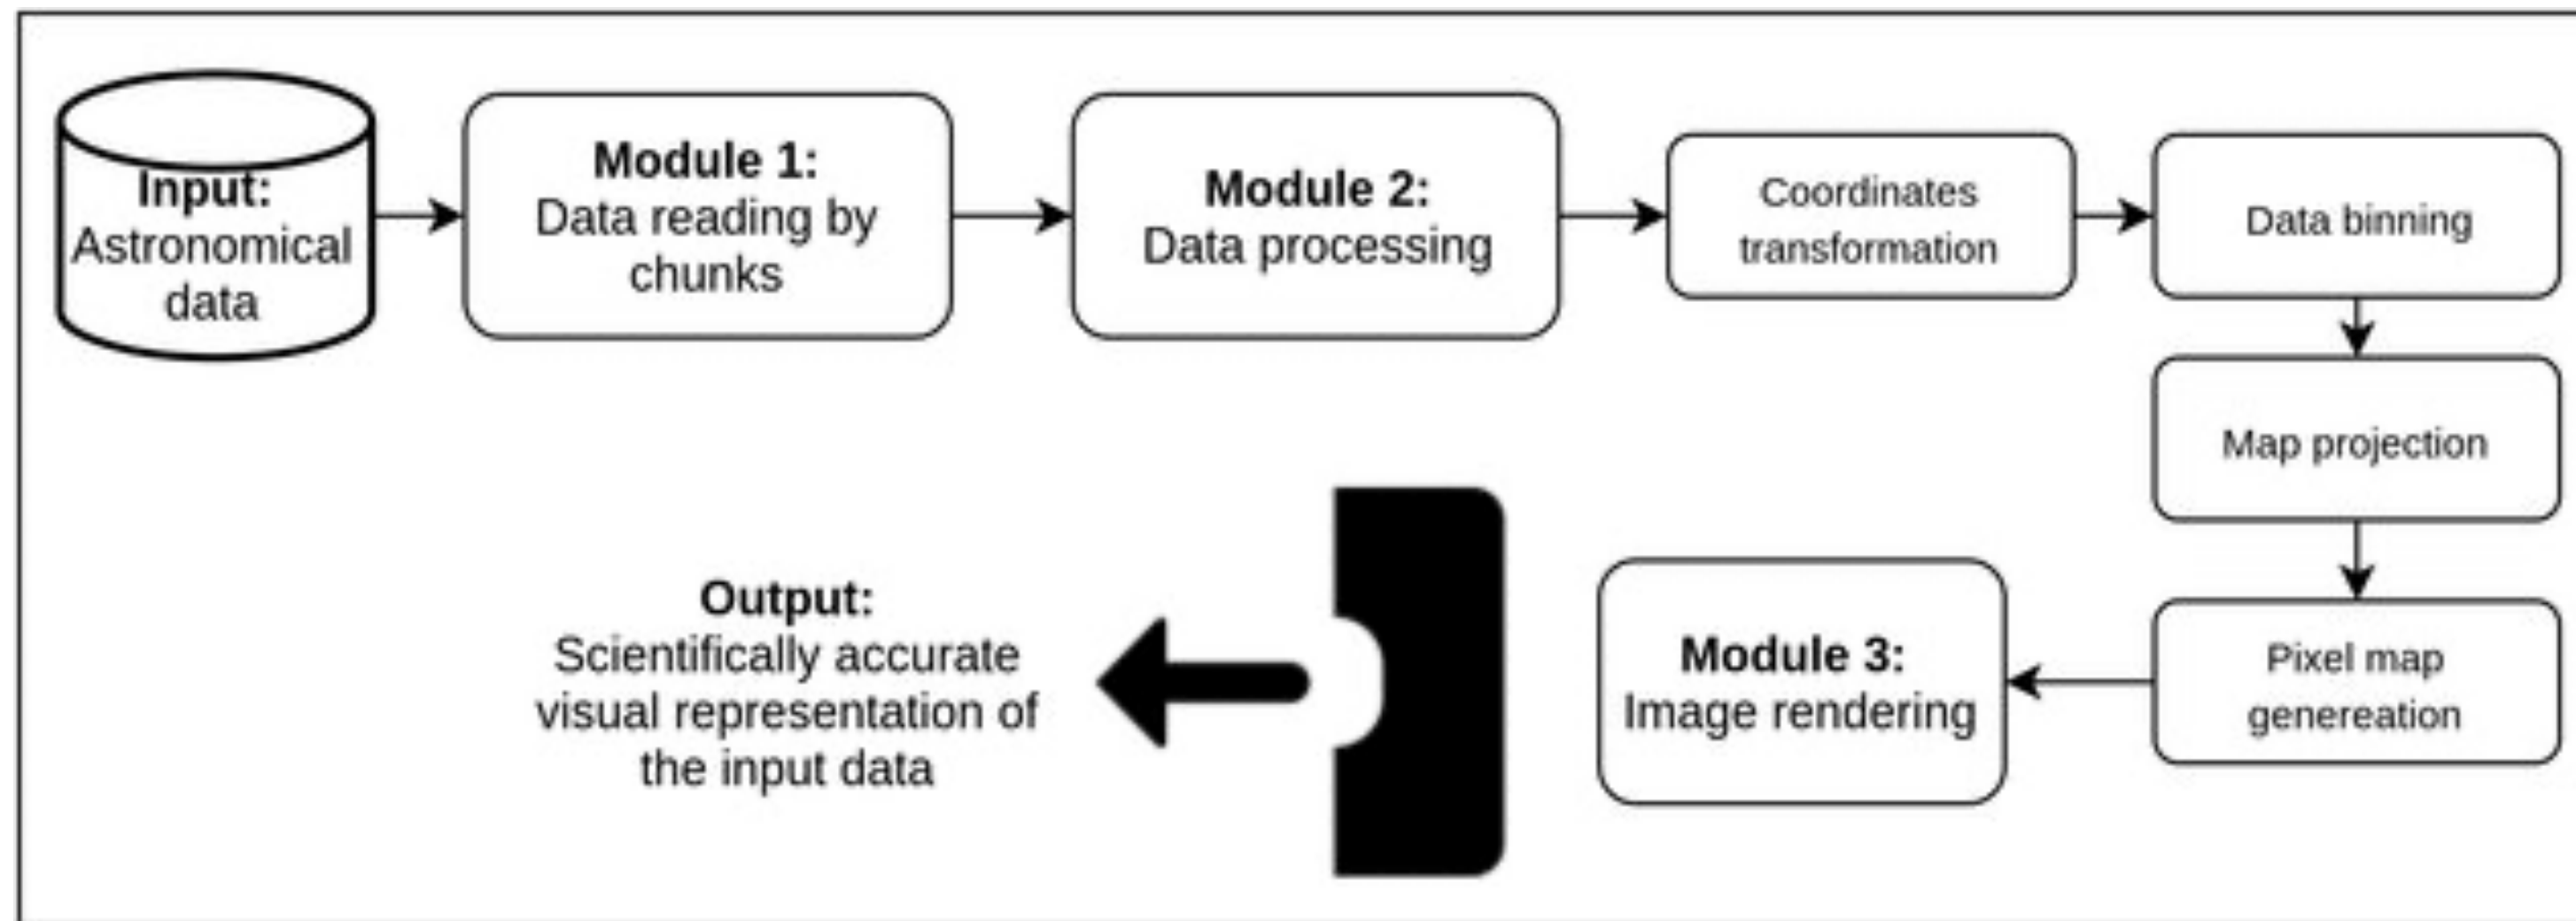 Input:
Astronomical
data
Module 1:
Data reading by
chunks
Module 2:
Data processing
Coordinates
transformation
Data binning
Map projection
Pixel map
genereation
Module 3:
Image rendering
Output:
Scientifically accurate
visual representation of
the input data